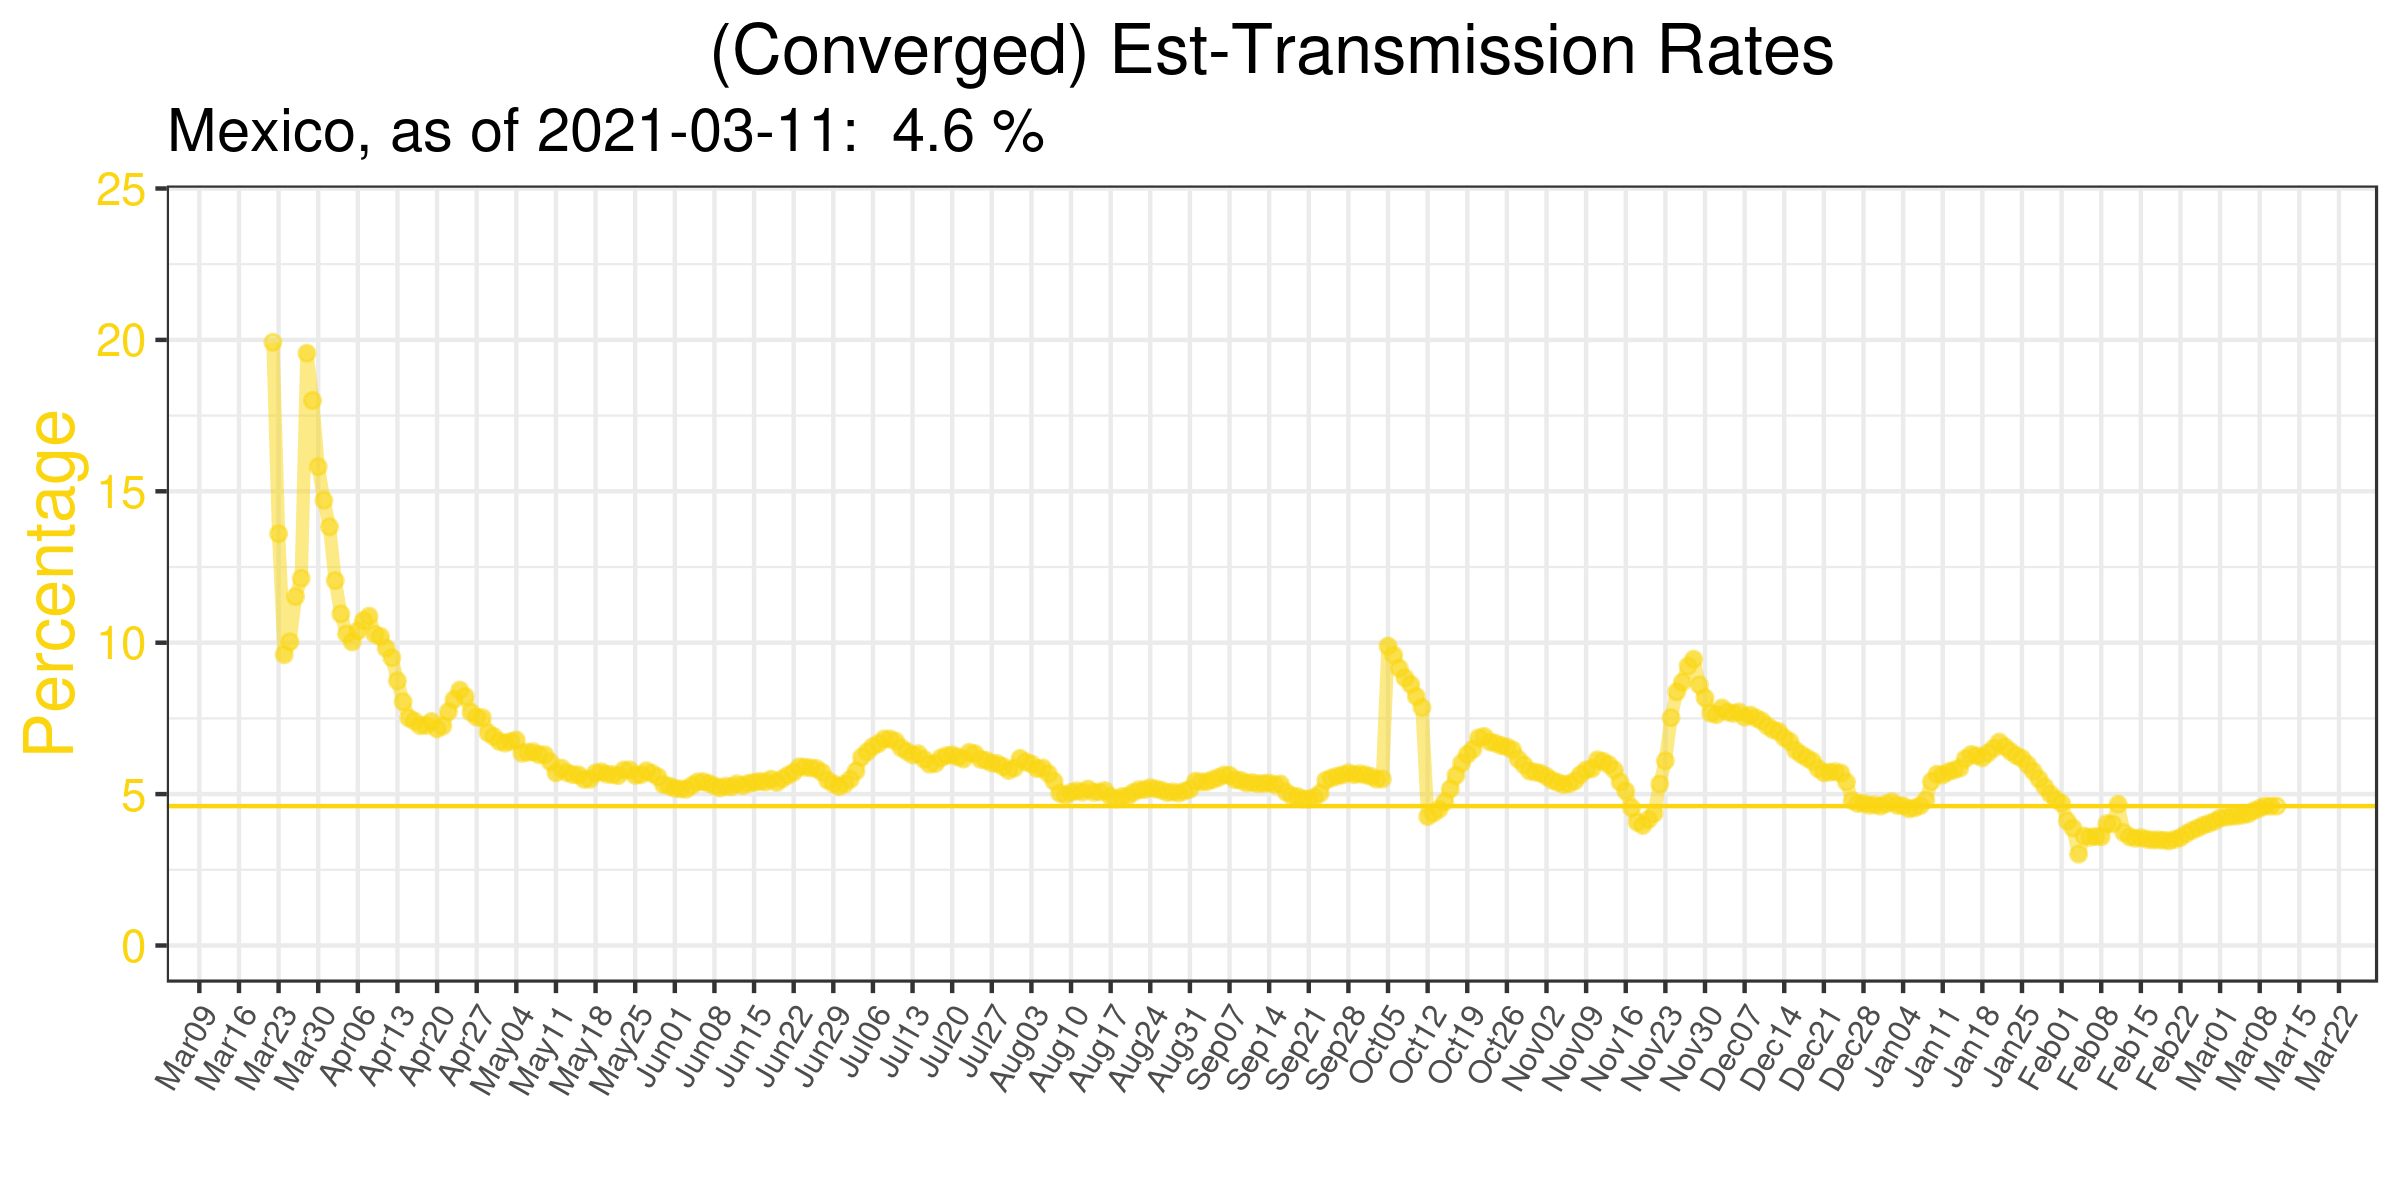 (Converged) Est-Transmission Rates
Mexico, as of 2021-03-11:  4.6 %
Percentage
25
20
15
10
5
0
Mar09
Mar16
Mar23
Mar30
Apr06
Apr13
Apr20
Apr27
May04
May11
May18
May25
Jun01
Jun08
Jun15
Jun22
Jun29
Jul06
Jul13
Jul20
Jul27
Aug03
Aug10
Aug17
Aug24
Aug31
Sep07
Sep14
Sep21
Sep28
Oct05
Oct12
Oct19
Oct26
Nov02
Nov09
Nov16
Nov23
Nov30
Dec07
Dec14
Dec21
Dec28
Jan04
Jan11
Jan18
Jan25
Feb01
Feb08
Feb15
Feb22
Mar01
Mar08
Mar15
Mar22